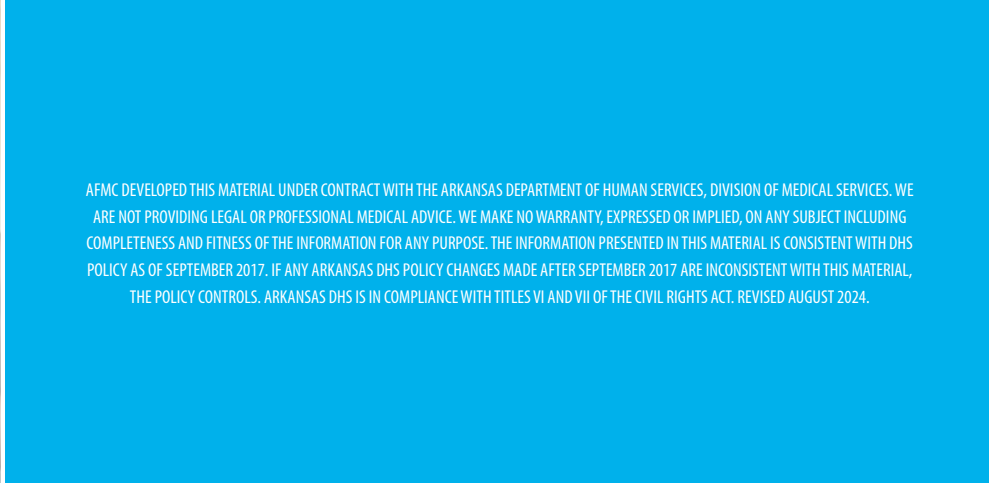 AFMC DEVELOPED THIS MATERIAL UNDER CONTRACT WITH THE ARKANSAS DEPARTMENT OF HUMAN SERVICES, DIVISION OF MEDICAL SERVICES. WE
ARE NOT PROVIDING LEGAL OR PROFESSIONAL MEDICAL ADVICE. WE MAKE NO WARRANTY, EXPRESSED OR IMPLIED, ON ANY SUBJECT INCLUDING
COMPLETENESS AND FITNESS OF THE INFORMATION FOR ANY PURPOSE. THE INFORMATION PRESENTED IN THIS MATERIAL IS CONSISTENT WITH DHS
POLICY AS OF SEPTEMBER 2017. IF ANY ARKANSAS DHS POLICY CHANGES MADE AFTER SEPTEMBER 2017 ARE INCONSISTENT WITH THIS MATERIAL,
THE POLICY CONTROLS. ARKANSAS DHS IS IN COMPLIANCE WITH TITLES VI AND VII OF THE CIVIL RIGHTS ACT. REVISED AUGUST 2024.